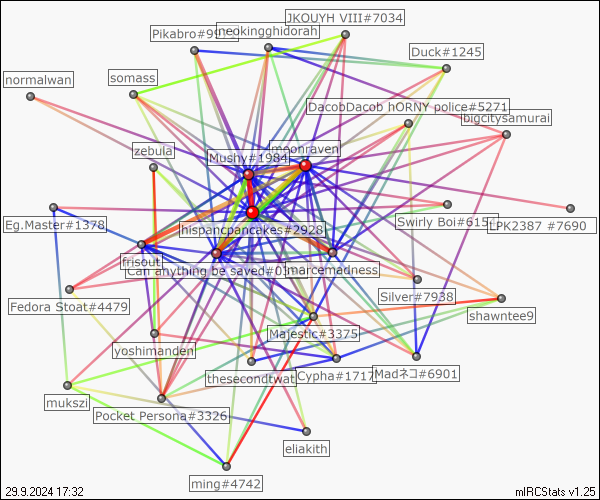 JKOUYH VIII#7034
neokingghidorah
Pikabro#99
Duck#1245
normalwan
somass
DacobDacob hORNY police#5271
bigcitysamurai
zebula
moonraven
Mushy#1984
Eg.Master#1378
Swirly Boi#615
LPK2387 #7690
hispancpancakes#2928
frisout
Can anything be saved#0
marcemadness
Silver#7938
Fedora Stoat#4479
shawntee9
Majestic#3375
yoshimanden
thesecondtwat
Cypha#1717
Madネコ#6901
mukszi
Pocket Persona#3326
eliakith
ming#4742
29.9.2024 17:32
mIRCStats v1.25